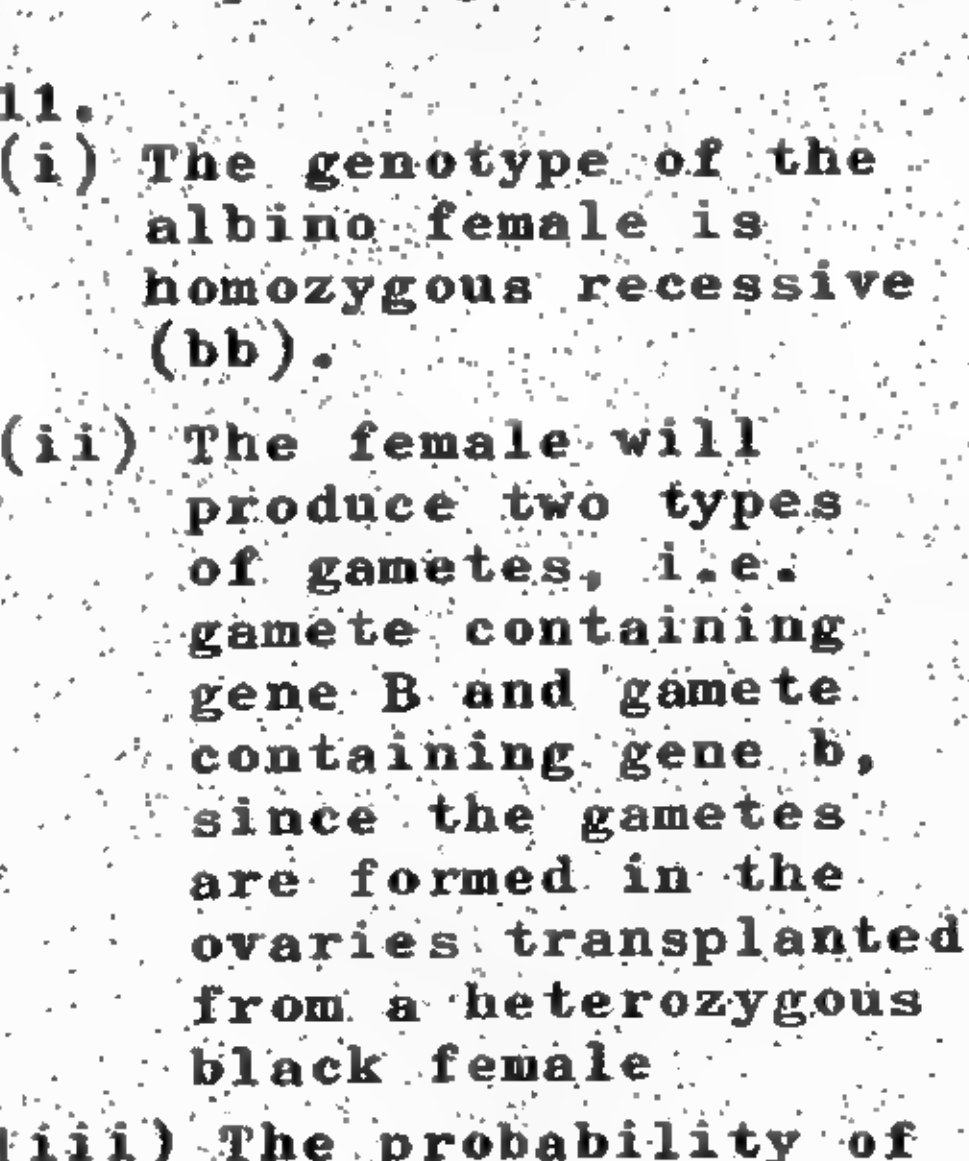 11.
(i) The genotype of the
albino female is
homozygous recessive
(bb).
(ii) The female will
produce two types
of gametes, i.e.
gamete containing
gene B and gamete
containing gene b,
since the gametes
are formed in the
ovaries transplanted
from a heterozygous
black female
(iii) The probability of